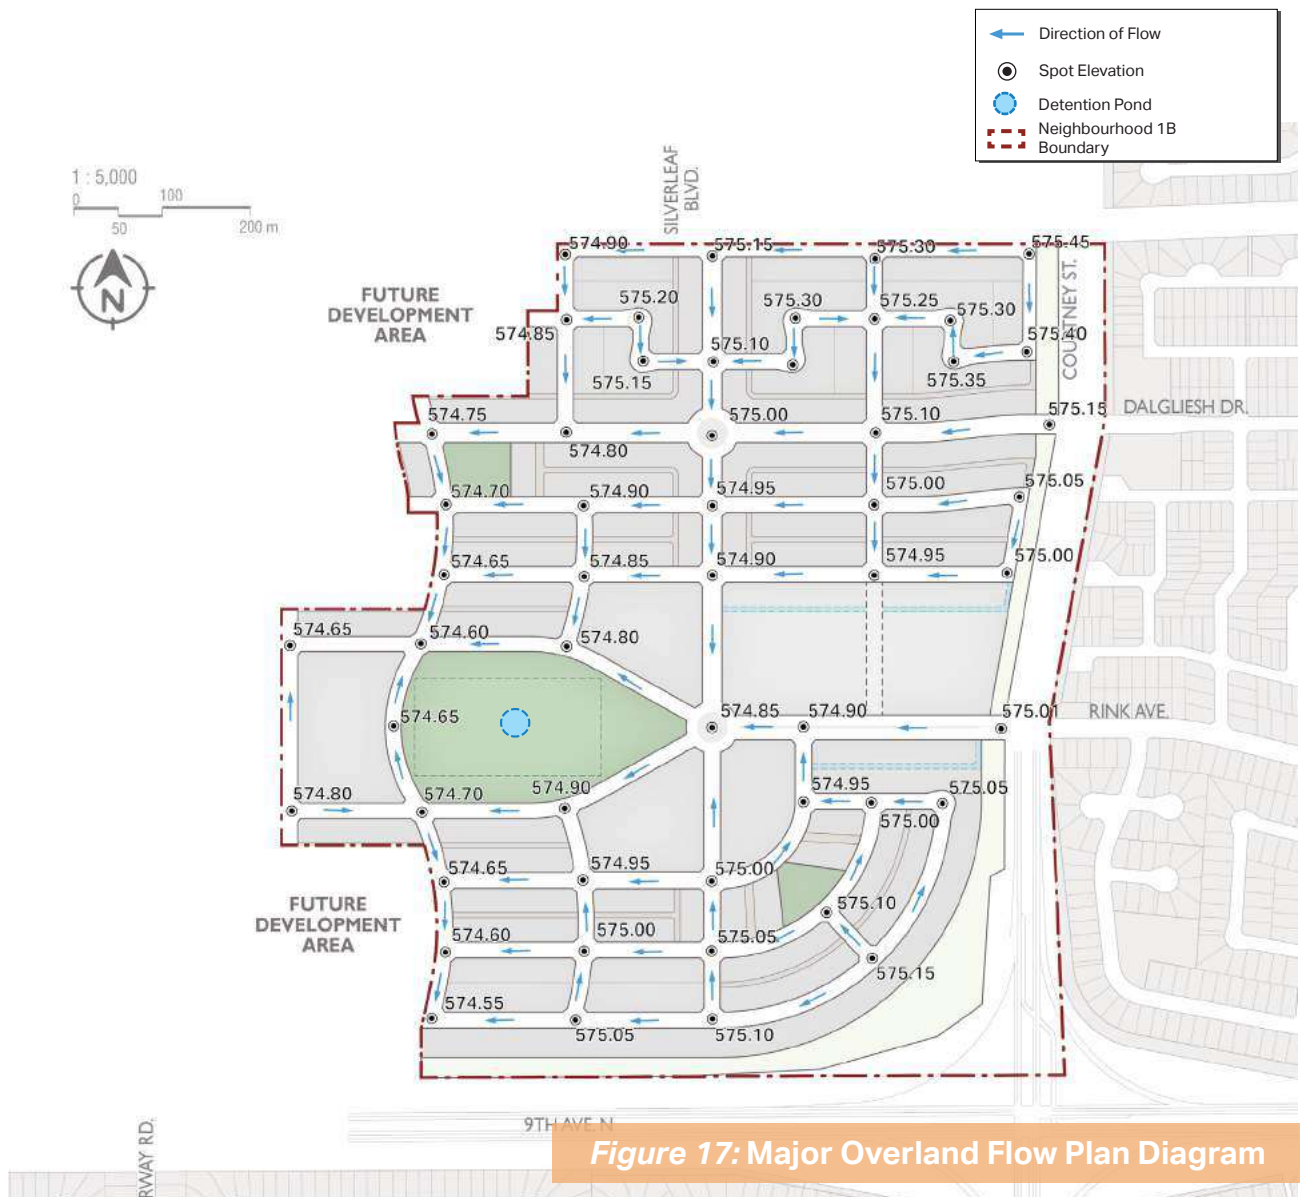 Direction of Flow
Spot Elevation
Detention Pond
Neighbourhood 1B
Boundary
1 : 5,000
0
100
50
200 m
N
SILVERLEAF
BLVD.
574.90
575.15
575.30
575.45
COURTNEY ST.
FUTURE
DEVELOPMENT
AREA
575.20
575.30
575.25
575.30
574.85
575.10
575.40
575.15
575.35
574.75
575.00
575.10
575.15
DALGLIESH DR.
574.80
574.70
574.90
574.95
575.00
575.05
574.65
574.85
574.90
574.95
575.00
574.65
574.60
574.80
574.65
574.85
574.90
575.01
RINK AVE.
574.80
574.70
574.90
574.95
575.05
575.00
574.65
574.95
575.00
FUTURE
DEVELOPMENT
AREA
575.10
574.60
575.00
575.05
575.15
574.55
575.05
575.10
9TH AVE. N
RWAY RD.
Figure 17: Major Overland Flow Plan Diagram